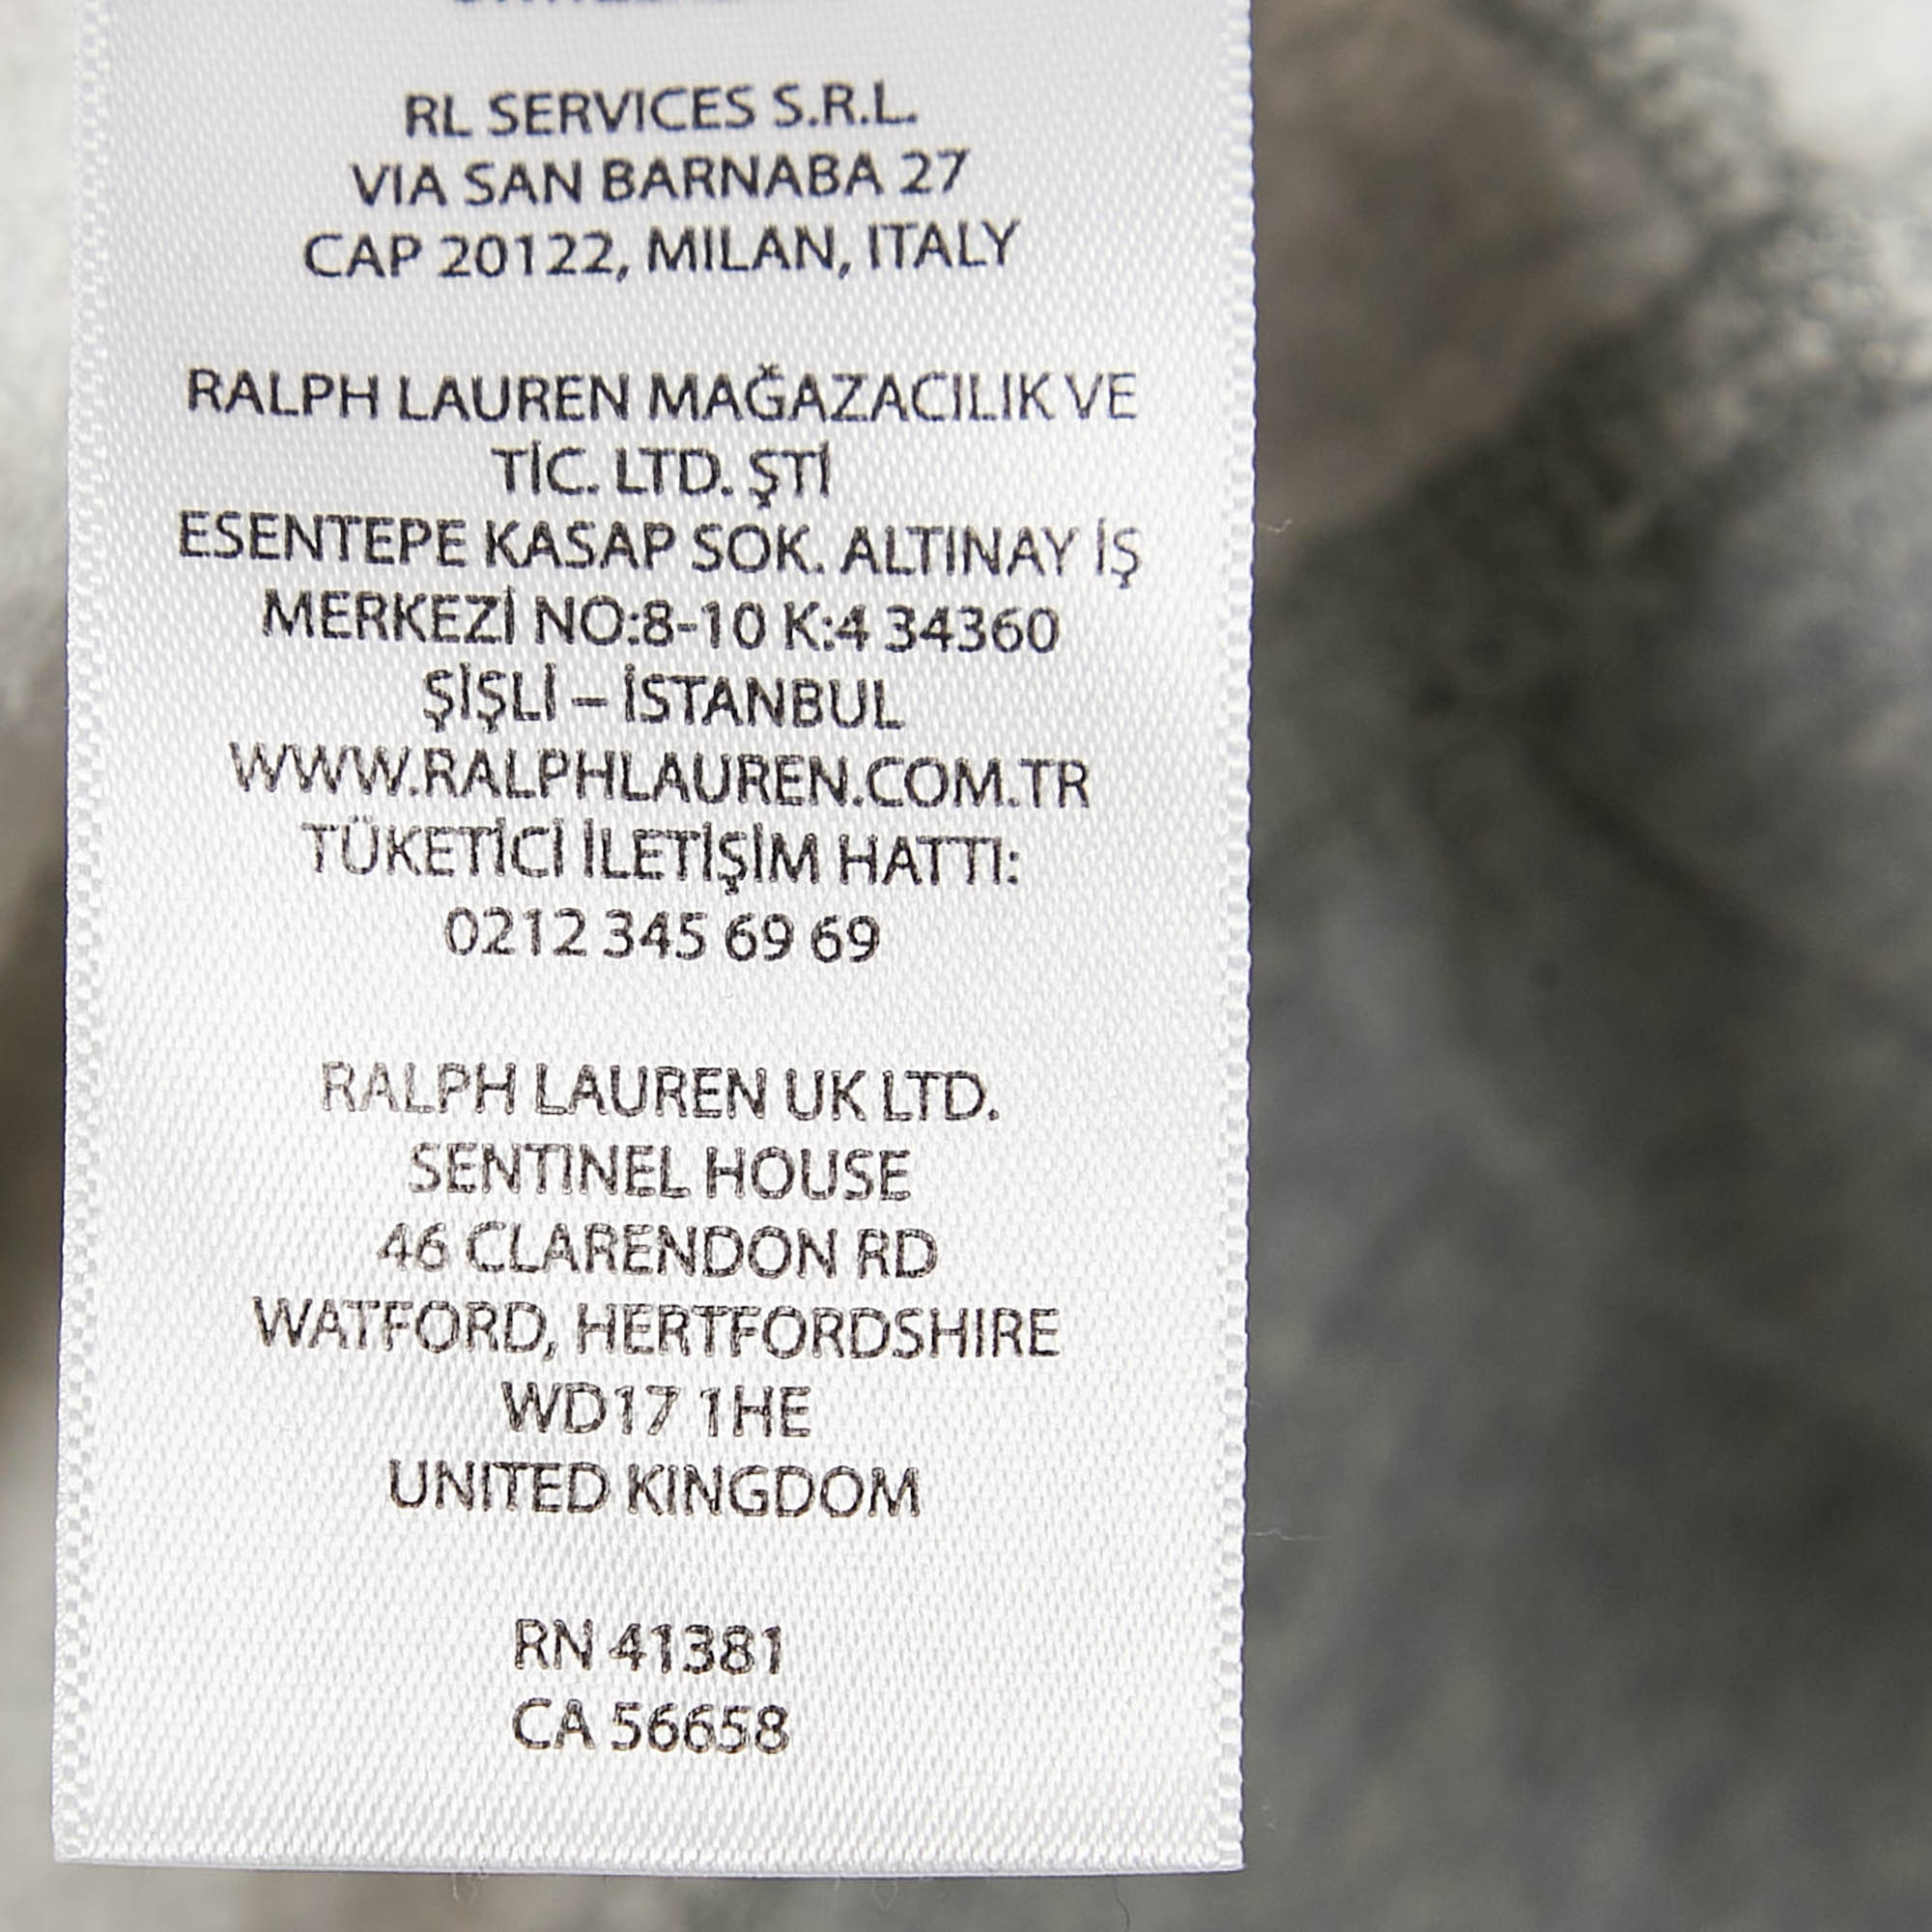 RL SERVICES S.R.L.
VIA SAN BARNABA 27
CAP 20122, MILAN, ITALY
RALPH LAUREN MAĞAZACILIK VE
TİC. LTD. ŞTİ
ESENTEPE KASAP SOK. ALTINAY İŞ
MERKEZİ NO:8-10 K:4 34360
ŞİŞLİ – İSTANBUL
WWW.RALPHLAUREN.COM.TR
TÜKETİCİ İLETİŞİM HATTI:
0212 345 69 69
RALPH LAUREN UK LTD.
SENTINEL HOUSE
46 CLARENDON RD
WATFORD, HERTFORDSHIRE
WD17 1HE
UNITED KINGDOM
RN 41381
CA 56658